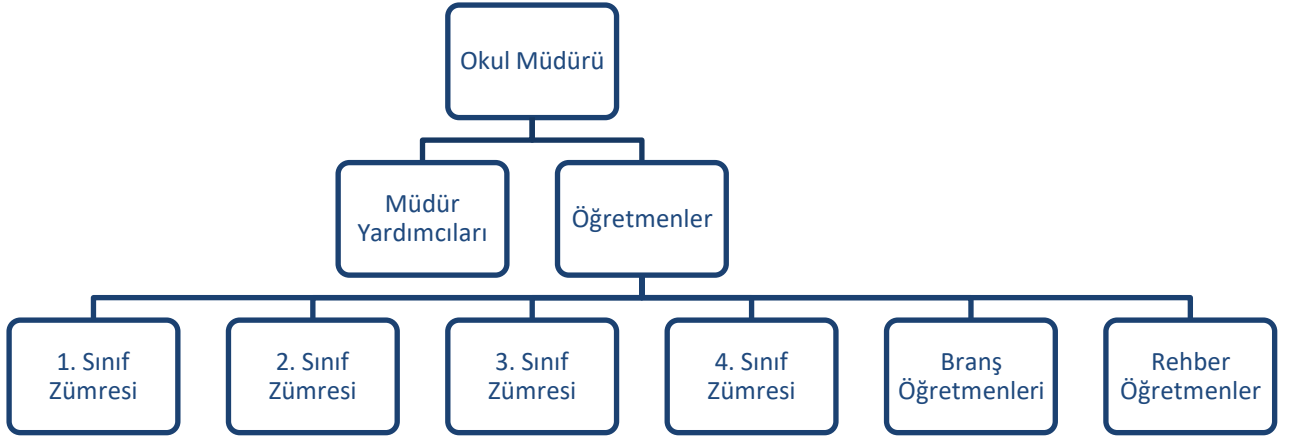 Okul Müdürü
Müdür
Yardımcıları
Öğretmenler
1. Sınıf
Zümresi
2. Sınıf
Zümresi
3. Sınıf
Zümresi
4. Sınıf
Zümresi
Branş
Öğretmenleri
Rehber
Öğretmenler